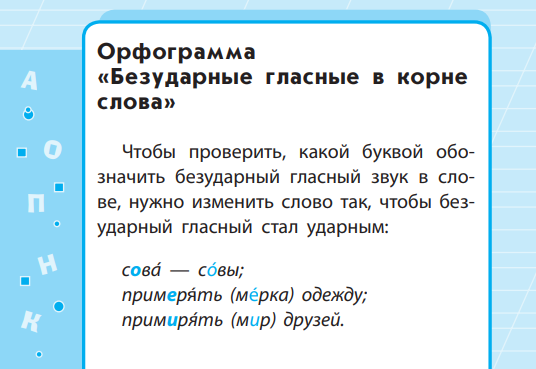 Орфограмма
«Безударные гласные в корне
слова»
Чтобы проверить, какой буквой обо-
значить безударный гласный звук в сло-
ве, нужно изменить слово так, чтобы без-
ударный гласный стал ударным:
сова́ — со́вы;
примеря́ть (ме́рка) одежду;
примиря́ть (мир) друзей.
А
О
П
Н
К